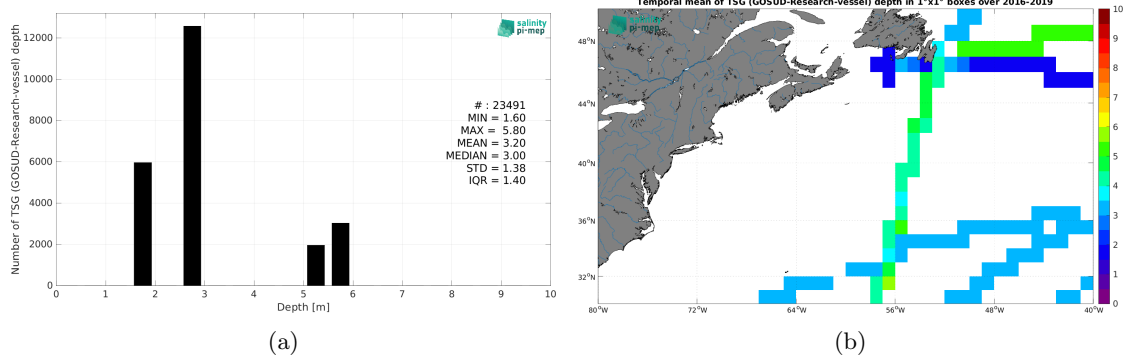 Number of TSG (GOSUD-Research-vessel) depth
12000
10000
8000
6000
4000
2000
0
0 1 2 3 4 5 6 7 8 9 10
Depth [m]
salinity
pi-mep
# : 23491
MIN = 1.60
MAX = 5.80
MEAN = 3.20
MEDIAN = 3.00
STD = 1.38
IQR = 1.40
(a)
Temporal mean of TSG (GOSUD-Research-vessel) depth in 1°x1° boxes over 2016-2019
salinity
pi-mep
48°N
44°N
40°N
36°N
32°N
80°W 72°W 64°W 56°W 48°W 40°W
10
9
8
7
6
5
4
3
2
1
0
(b)